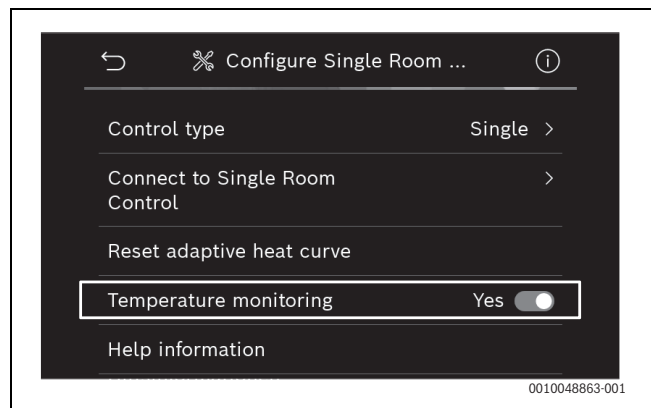 Configure Single Room ...
Control type Single >
Connect to Single Room >
Control
Reset adaptive heat curve
Temperature monitoring Yes
Help information
0010048863-001